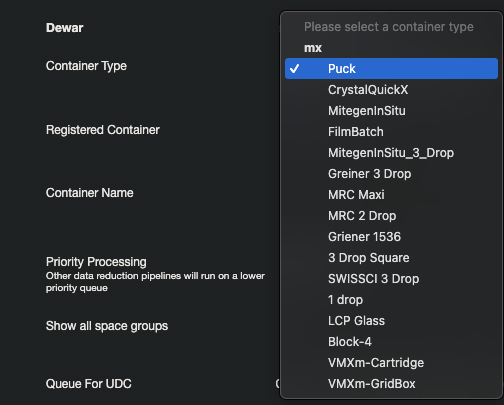 Dewar
Please select a container type
mx
Container Type
✓ Puck
CrystalQuickX
MitegenInSitu
Registered Container
FilmBatch
MitegenInSitu_3_Drop
Greiner 3 Drop
Container Name
MRC Maxi
MRC 2 Drop
Griener 1536
Priority Processing
3 Drop Square
Other data reduction pipelines will run on a lower
priority queue
SWISSCI 3 Drop
1 drop
Show all space groups
LCP Glass
Block-4
VMXm-Cartridge
Queue For UDC
VMXm-GridBox